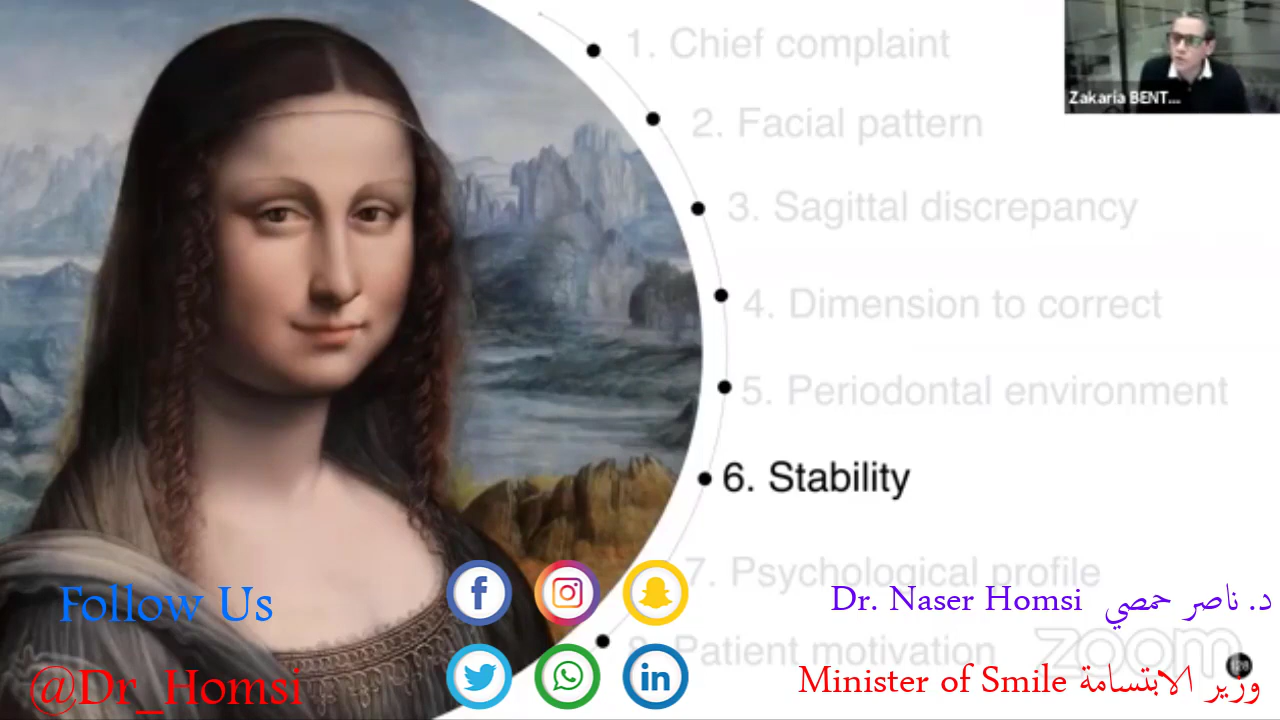 1. Chief complaint
Zakaria BENT...
2. Facial pattern
3. Sagittal discrepancy
4. Dimension to correct
5. Periodontal environment
6. Stability
7. Psychological profile
Follow Us
Dr. Naser Homsi د. ناصر حمصي
8. Patient motivation
zoom
@Dr_Homsi
Minister of Smile وزير الابتسامة